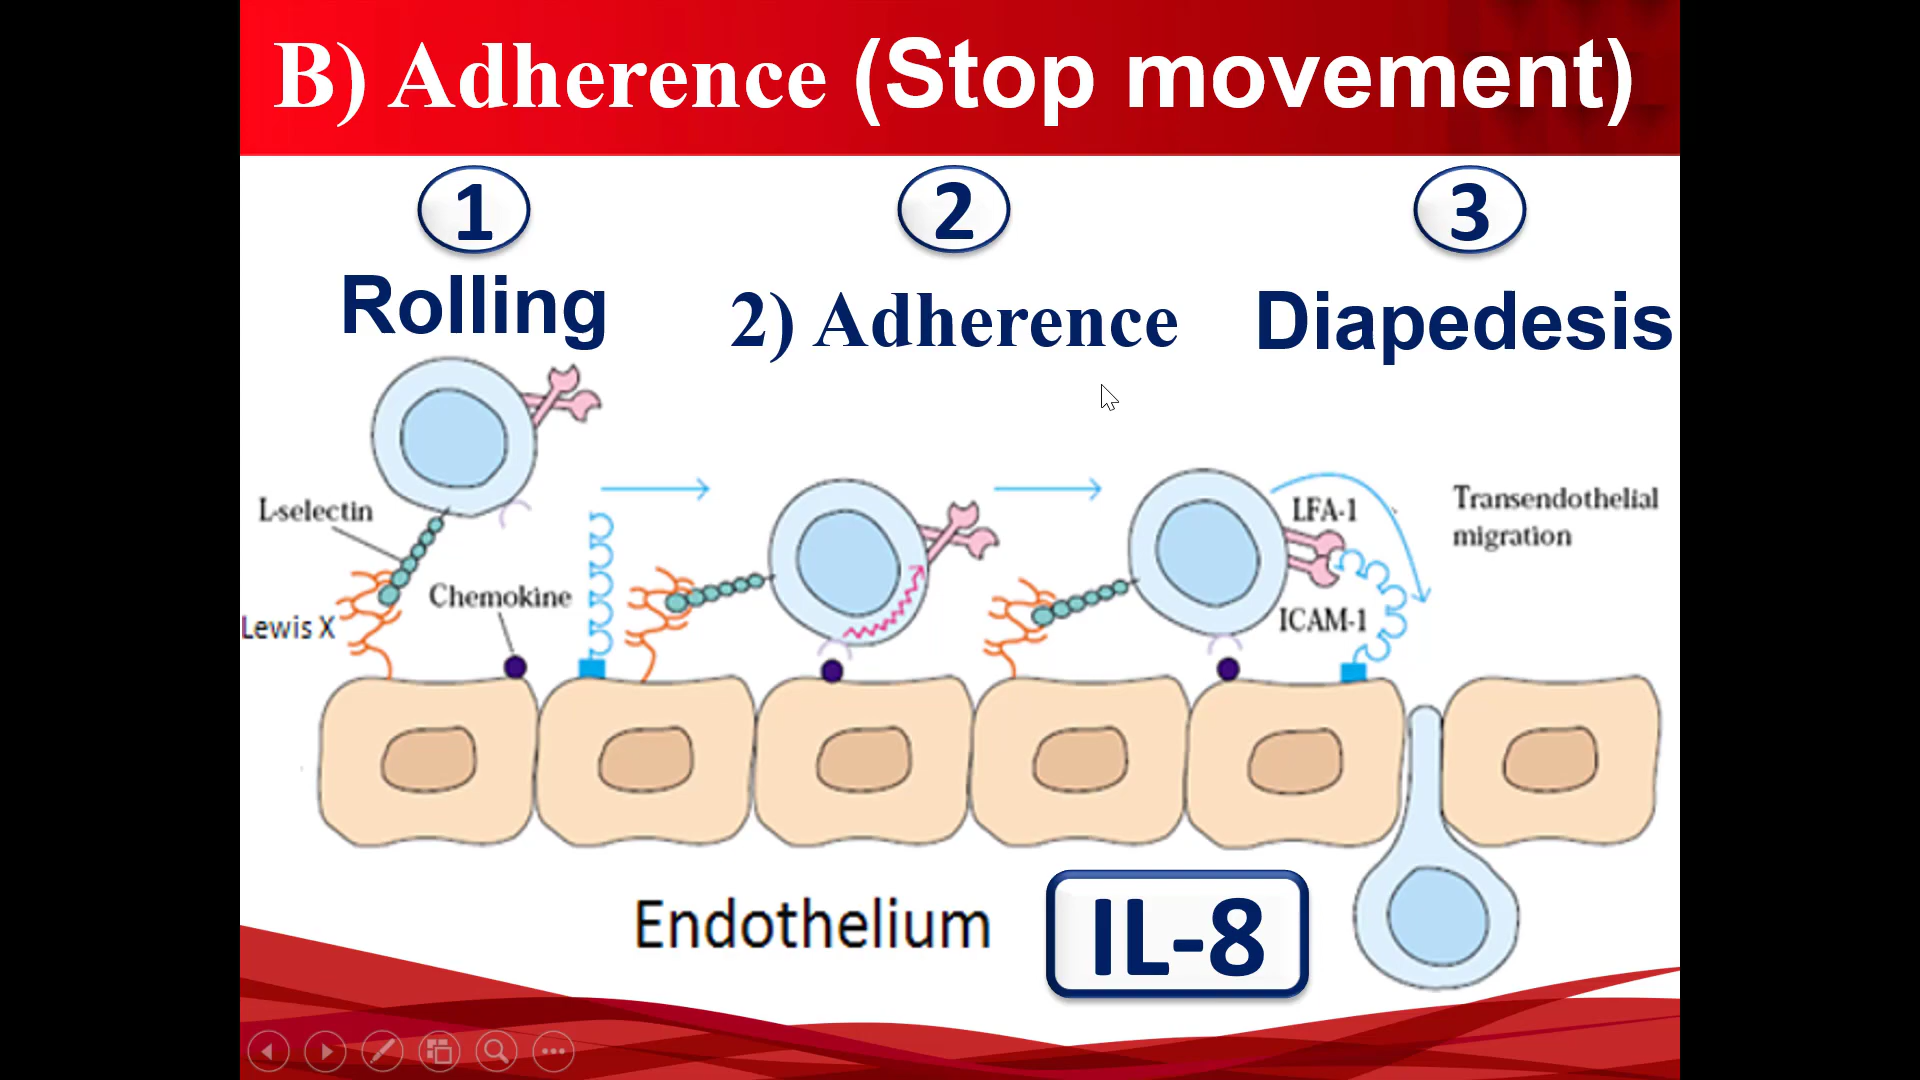 B) Adherence (Stop movement)
1
2
3
Rolling
2) Adherence
Diapedesis
L-selectin
Lewis X
Chemokine
LFA-1
ICAM-1
Transendothelial
migration
Endothelium
IL-8